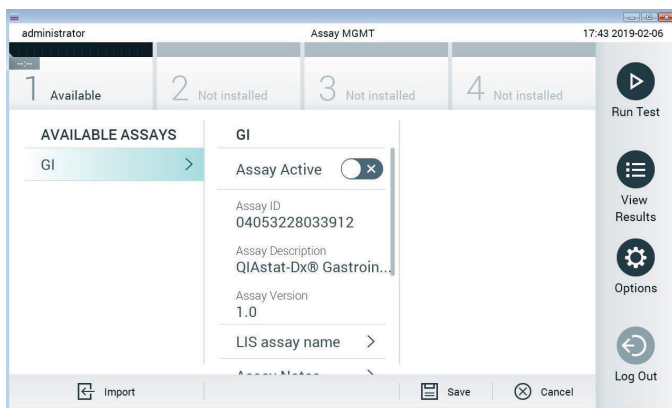 administrator Assay MGMT 17:43 2019-02-06
--:--
1 Available 2 Not installed 3 Not installed 4 Not installed
Run Test
AVAILABLE ASSAYS
GI
GI
Assay Active
Assay ID
04053228033912
Assay Description
QIAstat-Dx® Gastroin...
Assay Version
1.0
LIS assay name
Assay Notes
View
Results
Options
Log Out
Import
Save
Cancel